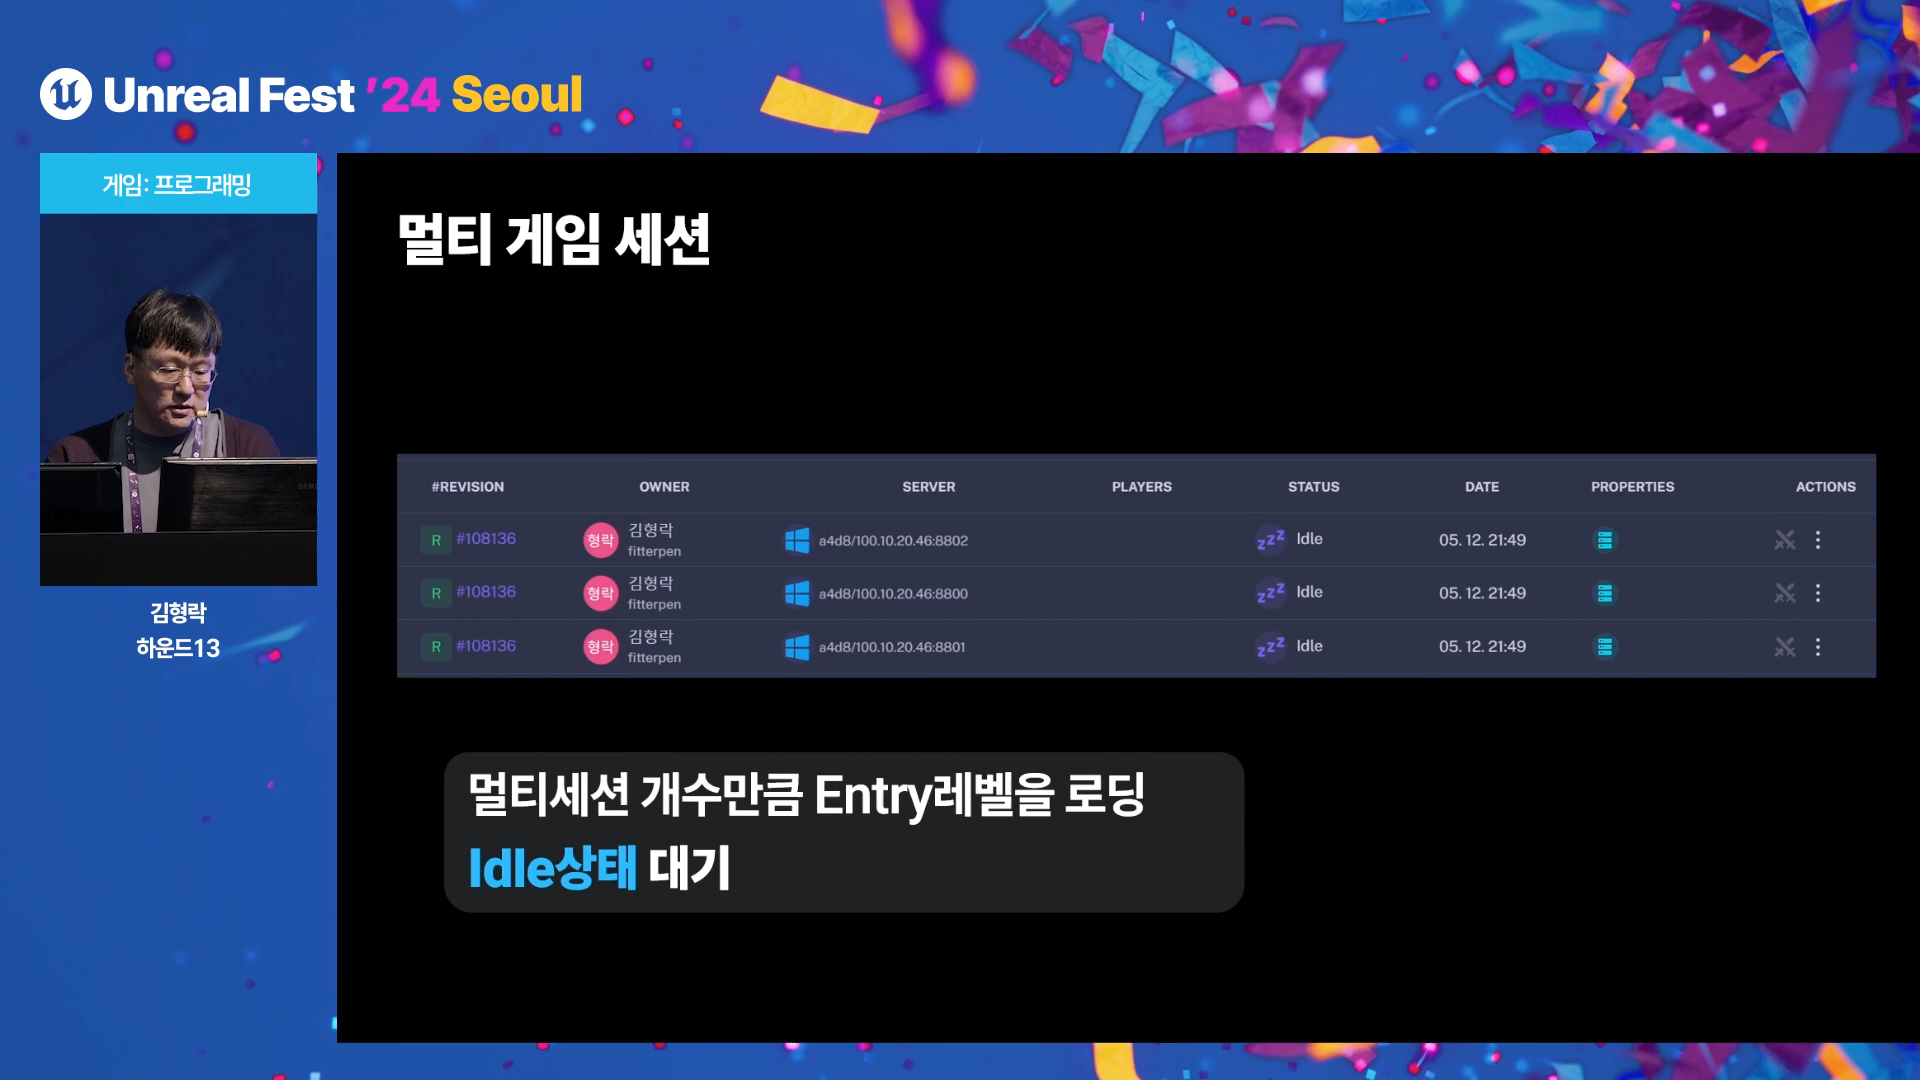 Unreal Fest '24 Seoul
게임: 프로그래밍
김형락
하운드13
멀티 게임 세션
#REVISION OWNER SERVER PLAYERS STATUS DATE PROPERTIES ACTIONS
R #108136 형락 김형락 fitterpen a4d8/100.10.20.46:8802 zzz Idle 05. 12. 21:49
R #108136 형락 김형락 fitterpen a4d8/100.10.20.46:8800 zzz Idle 05. 12. 21:49
R #108136 형락 김형락 fitterpen a4d8/100.10.20.46:8801 zzz Idle 05. 12. 21:49
멀티세션 개수만큼 Entry레벨을 로딩
Idle상태 대기